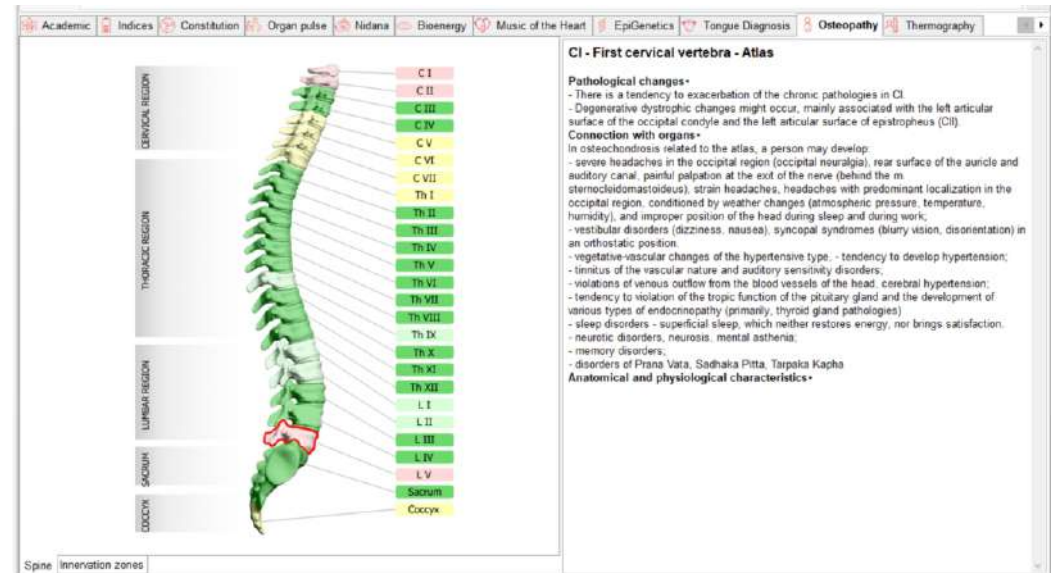 Academic Indices Constitution Organ pulse Nidana Bioenergy Music of the Heart EpiGenetics Tongue Diagnosis Osteopathy Thermography
CERVICAL REGION
THORACIC REGION
LUMBAR REGION
SACRUM
COCCYX
C I
C II
C III
C IV
C V
C VI
C VII
Th I
Th II
Th III
Th IV
Th V
Th VI
Th VII
Th VIII
Th IX
Th X
Th XI
Th XII
L I
L II
L III
L IV
L V
Sacrum
Coccyx
CI - First cervical vertebra - Atlas
Pathological changes•
- There is a tendency to exacerbation of the chronic pathologies in CI.
- Degenerative dystrophic changes might occur, mainly associated with the left articular
surface of the occipital condyle and the left articular surface of epistropheus (CII).
Connection with organs•
In osteochondrosis related to the atlas, a person may develop:
- severe headaches in the occipital region (occipital neuralgia), rear surface of the auricle and
auditory canal, painful palpation at the exit of the nerve (behind the m.
sternocleidomastoideus), strain headaches, headaches with predominant localization in the
occipital region, conditioned by weather changes (atmospheric pressure, temperature,
humidity), and improper position of the head during sleep and during work;
- vestibular disorders (dizziness, nausea), syncopal syndromes (blurry vision, disorientation) in
an orthostatic position.
- vegetative-vascular changes of the hypertensive type, - tendency to develop hypertension;
- tinnitus of the vascular nature and auditory sensitivity disorders;
- violations of venous outflow from the blood vessels of the head, cerebral hypertension;
- tendency to violation of the tropic function of the pituitary gland and the development of
various types of endocrinopathy (primarily, thyroid gland pathologies)
- sleep disorders - superficial sleep, which neither restores energy, nor brings satisfaction.
- neurotic disorders, neurosis, mental asthenia;
- memory disorders;
- disorders of Prana Vata, Sadhaka Pitta, Tarpaka Kapha
Anatomical and physiological characteristics•
Spine Innervation zones